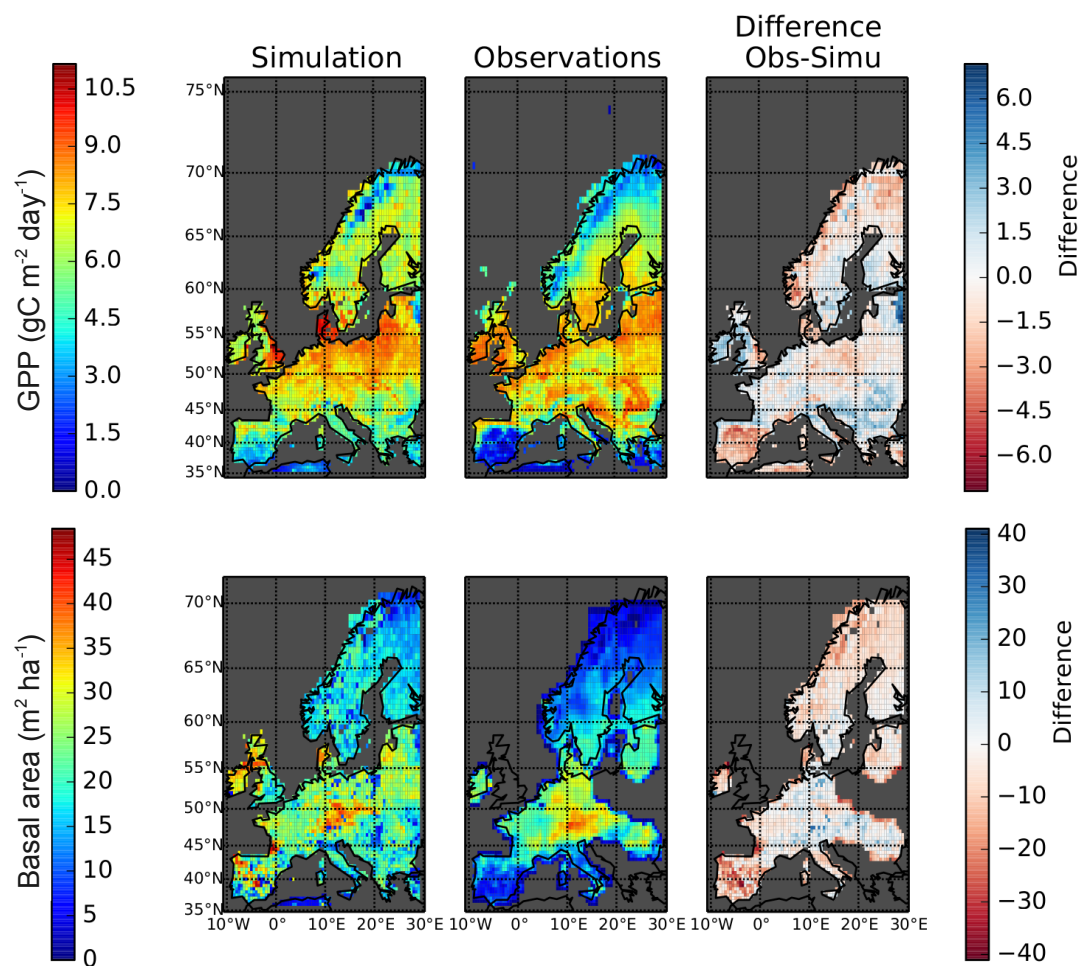 Simulation
Observations
Difference
Obs-Simu
GPP (gC m⁻² day⁻¹)
10.5
9.0
7.5
6.0
4.5
3.0
1.5
0.0
75°N
70°N
65°N
60°N
55°N
50°N
45°N
40°N
35°N
6.0
4.5
3.0
1.5
0.0
−1.5
−3.0
−4.5
−6.0
Difference
Basal area (m² ha⁻¹)
45
40
35
30
25
20
15
10
5
0
70°N
65°N
60°N
55°N
50°N
45°N
40°N
35°N
10°W 0° 10°E 20°E 30°E
10°W 0° 10°E 20°E 30°E
10°W 0° 10°E 20°E 30°E
40
30
20
10
0
−10
−20
−30
−40
Difference